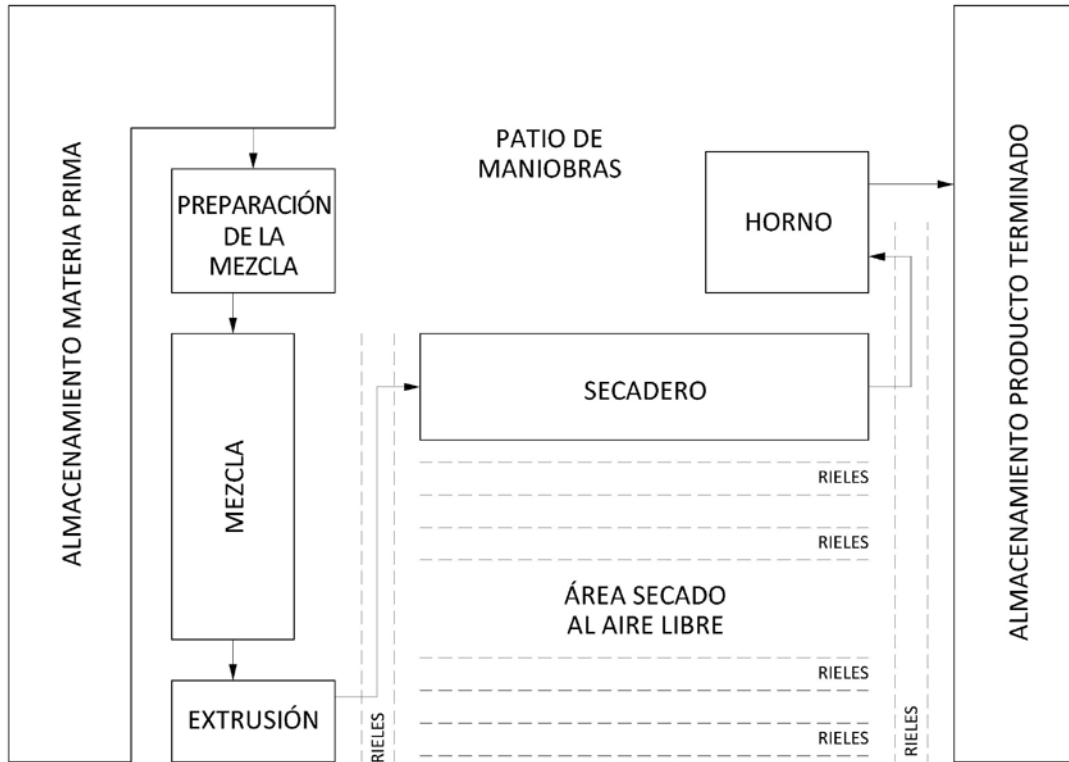 ALMACENAMIENTO MATERIA PRIMA
PREPARACIÓN
DE LA
MEZCLA
MEZCLA
EXTRUSIÓN
PATIO DE
MANIOBRAS
HORNO
SECADERO
RIELES
RIELES
ÁREA SECADO
AL AIRE LIBRE
RIELES
RIELES
RIELES
RIELES
ALMACENAMIENTO PRODUCTO TERMINADO